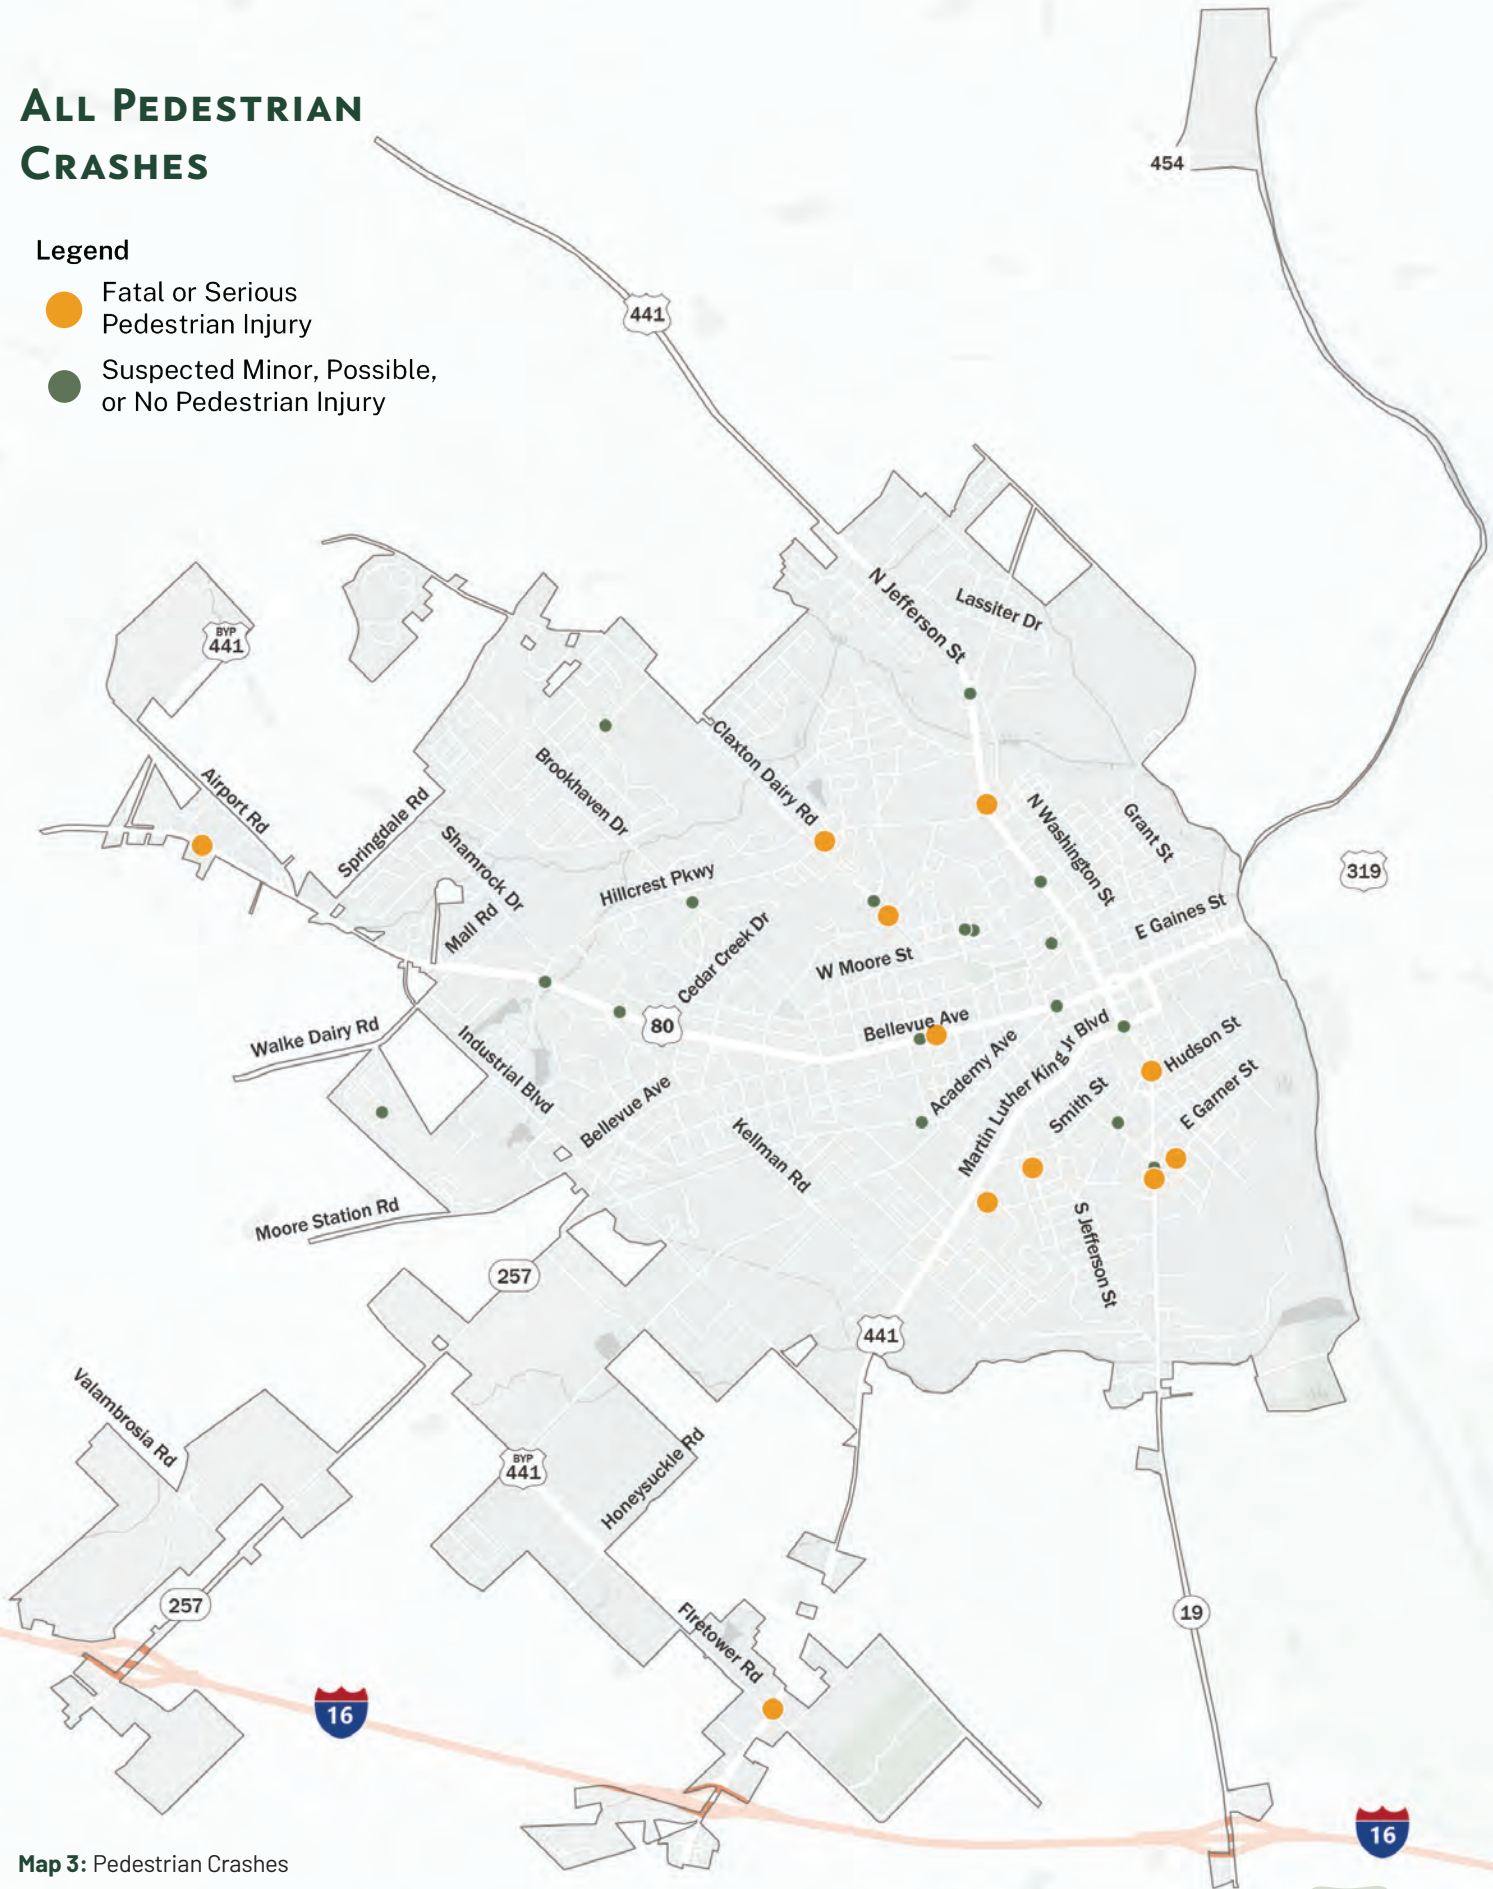 ALL PEDESTRIAN
CRASHES
Legend
Fatal or Serious
Pedestrian Injury
Suspected Minor, Possible,
or No Pedestrian Injury
454
441
N Jefferson St
Lassiter Dr
BYP
441
Claxton Dairy Rd
Brookhaven Dr
Airport Rd
Springdale Rd
Shamrock Dr
N Washington St
Grant St
319
Hillcrest Pkwy
Mall Rd
Cedar Creek Dr
E Gaines St
W Moore St
80
Bellevue Ave
Walke Dairy Rd
Industrial Blvd
Bellevue Ave
Academy Ave
Martin Luther King Jr Blvd
Hudson St
Smith St
E Garner St
Kellman Rd
Moore Station Rd
S Jefferson St
257
441
Valambrosia Rd
BYP
441
Honeysuckle Rd
257
Firetower Rd
19
16
16
Map 3: Pedestrian Crashes